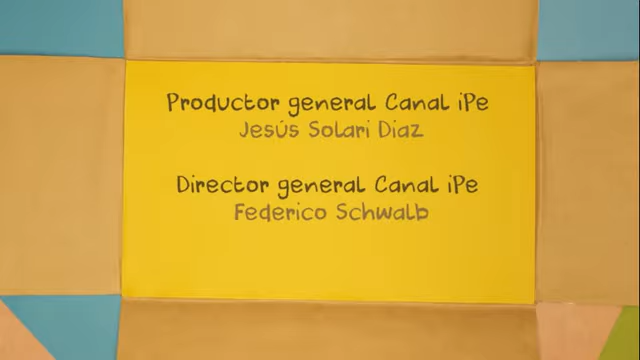 Productor general Canal iPe
Jesús Solari Diaz
Director general Canal iPe
Federico Schwalb